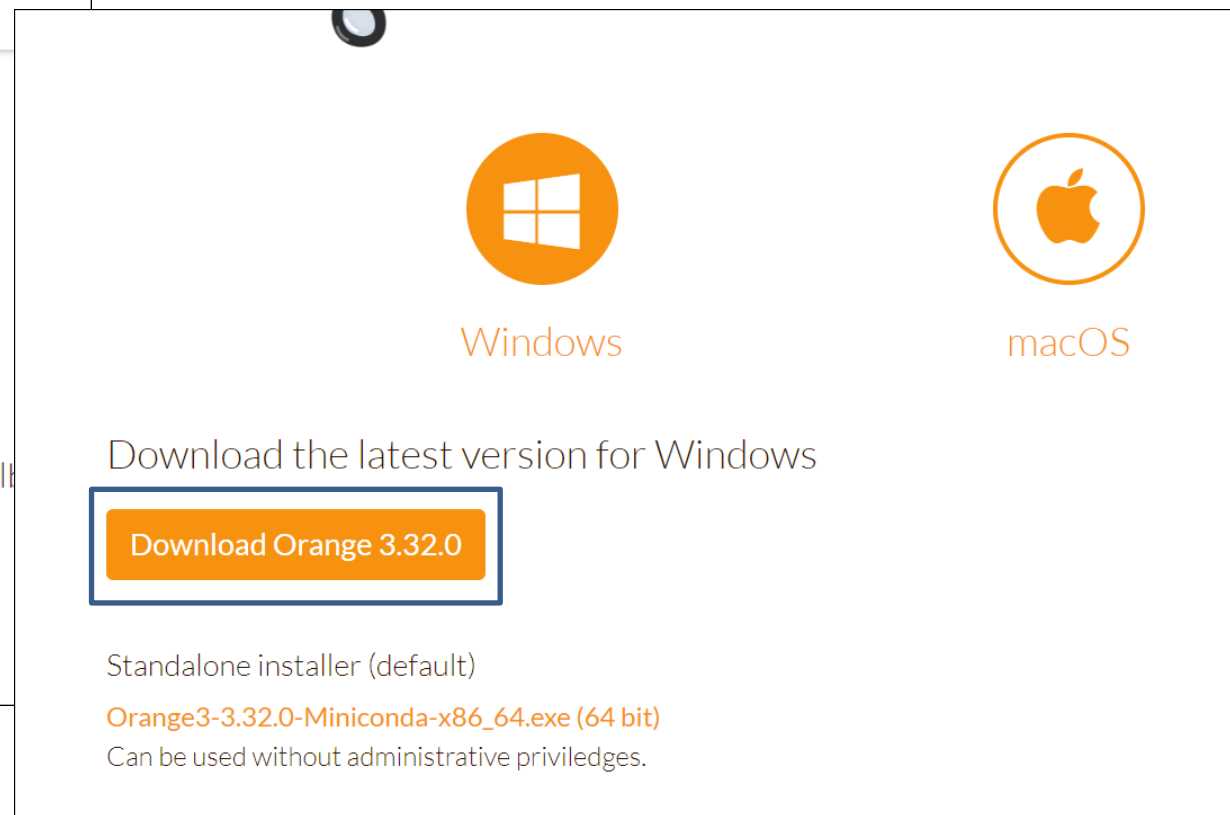 Windows
macOS
Download the latest version for Windows
Download Orange 3.32.0
Standalone installer (default)
Orange3-3.32.0-Miniconda-x86_64.exe (64 bit)
Can be used without administrative priviledges.